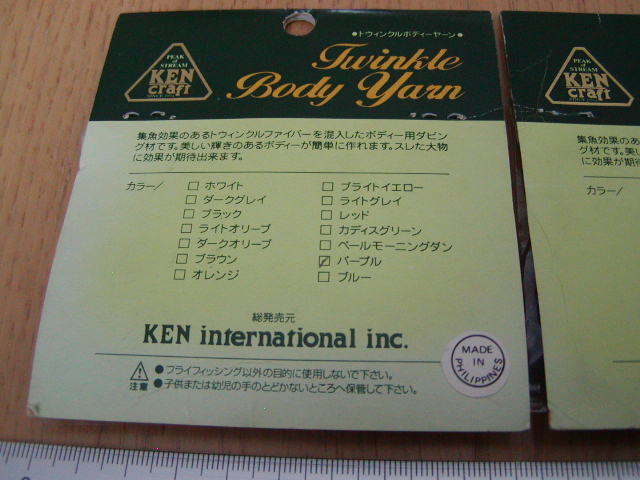 ●トウィンクルボディーヤーン●
Twinkle
Body Yarn
PEAK & STREAM
KEN
craft
集魚効果のあるトウィンクルファイバーを混入したボディー用ダビン
グ材です。美しい輝きのあるボディーが簡単に作れます。スレた大物
に効果が期待出来ます。
カラー/
□ ホワイト
□ ダークグレイ
□ ブラック
□ ライトオリーブ
□ ダークオリーブ
□ ブラウン
□ オレンジ
□ ブライトイエロー
□ ライトグレイ
□ レッド
□ カディスグリーン
□ ペールモーニングダン
☑ パープル
□ ブルー
総発売元
KEN international inc.
注意
●フライフィッシング以外の目的に使用しないで下さい。
●子供または幼児の手のとどかないところへ保管して下さい。
MADE
IN
PHILIPPINES
PEAK & STREAM
KEN
craft
集魚効果のあ
グ材です。美し
に効果が期待
カラー/